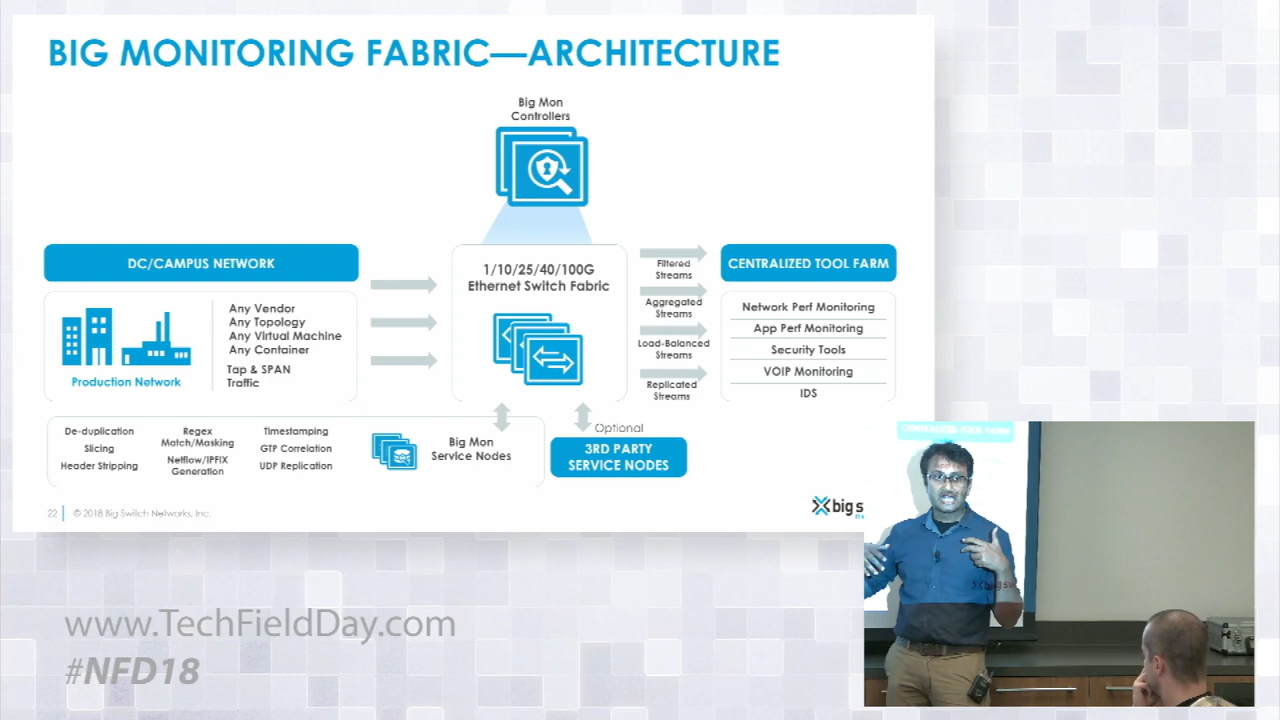 BIG MONITORING FABRIC—ARCHITECTURE
Big Mon
Controllers
DC/CAMPUS NETWORK
Any Vendor
Any Topology
Any Virtual Machine
Any Container
Tap & SPAN
Traffic
Production Network
1/10/25/40/100G
Ethernet Switch Fabric
Filtered
Streams
Aggregated
Streams
Load-Balanced
Streams
Replicated
Streams
CENTRALIZED TOOL FARM
Network Perf Monitoring
App Perf Monitoring
Security Tools
VOIP Monitoring
IDS
De-duplication
Slicing
Header Stripping
Regex
Match/Masking
Netflow/IPFIX
Generation
Timestamping
GTP Correlation
UDP Replication
Big Mon
Service Nodes
Optional
3RD PARTY
SERVICE NODES
22 © 2018 Big Switch Networks, Inc.
big s
CENTRALIZED TOOL FARM
www.TechFieldDay.com
#NFD18